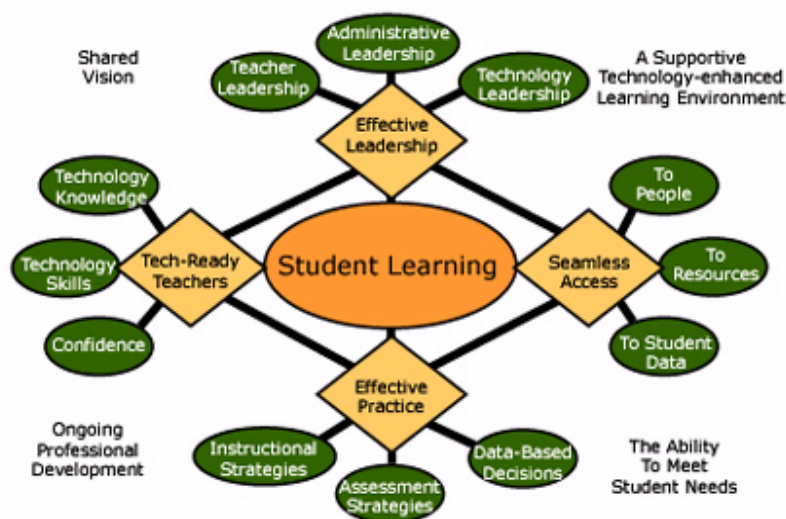 Shared
Vision
Administrative
Leadership
Teacher
Leadership
Technology
Leadership
A Supportive
Technology-enhanced
Learning Environment
Effective
Leadership
Technology
Knowledge
To
People
Technology
Skills
Tech-Ready
Teachers
Student Learning
Seamless
Access
To
Resources
Confidence
To Student
Data
Effective
Practice
Ongoing
Professional
Development
Instructional
Strategies
Assessment
Strategies
Data-Based
Decisions
The Ability
To Meet
Student Needs